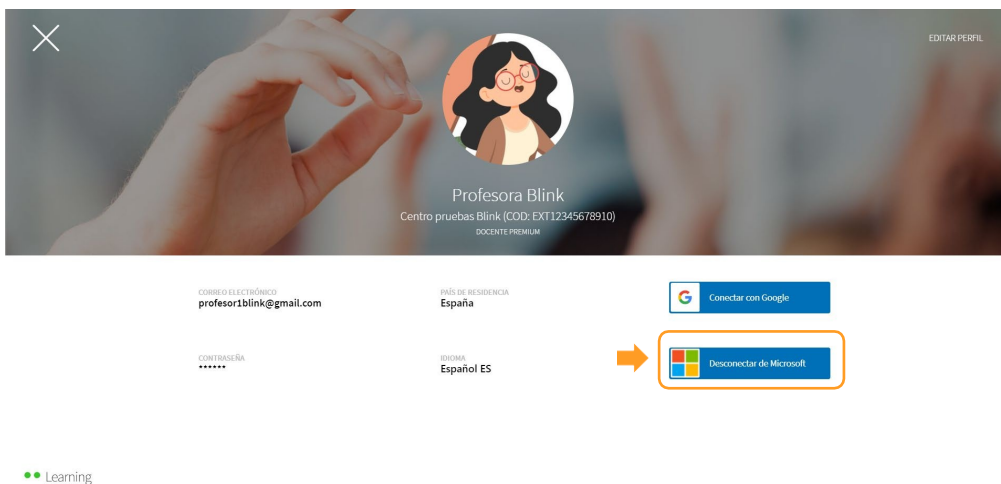 EDITAR PERFIL
Profesora Blink
Centro pruebas Blink (COD: EXT12345678910)
DOCENTE PREMIUM
CORREO ELECTRÓNICO
profesor1blink@gmail.com
PAÍS DE RESIDENCIA
España
Conectar con Google
CONTRASEÑA
******
IDIOMA
Español ES
Desconectar de Microsoft
Learning